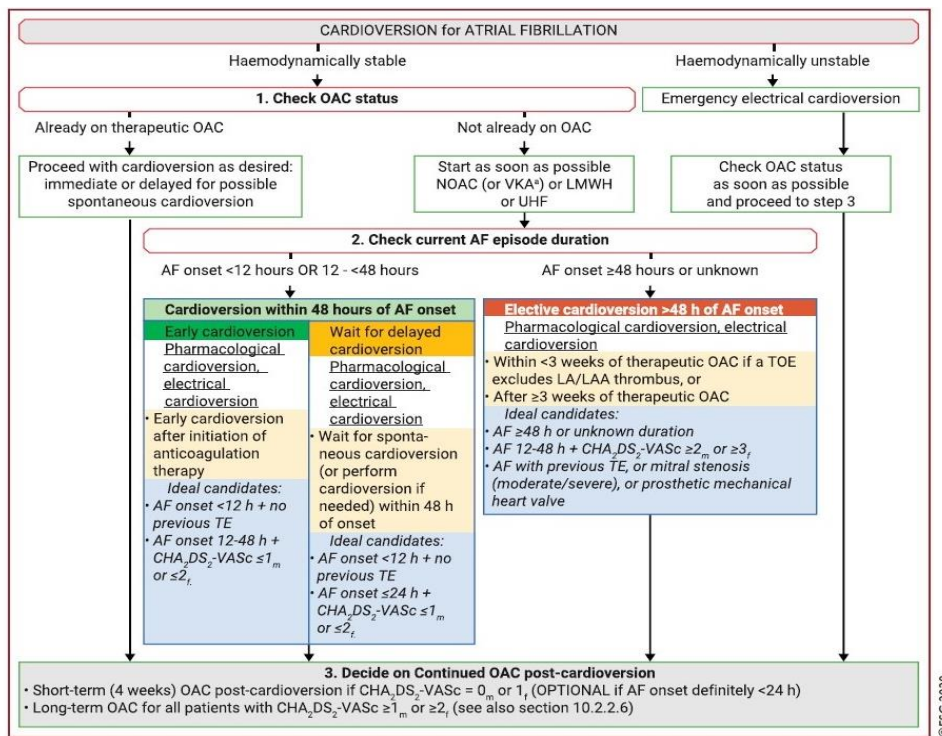 CARDIOVERSION for ATRIAL FIBRILLATION
Haemodynamically stable
Haemodynamically unstable
1. Check OAC status
Emergency electrical cardioversion
Already on therapeutic OAC
Not already on OAC
Proceed with cardioversion as desired:
immediate or delayed for possible
spontaneous cardioversion
Start as soon as possible
NOAC (or VKAª) or LMWH
or UHF
Check OAC status
as soon as possible
and proceed to step 3
2. Check current AF episode duration
AF onset <12 hours OR 12 - <48 hours
AF onset ≥48 hours or unknown
Cardioversion within 48 hours of AF onset
Early cardioversion
Pharmacological
cardioversion,
electrical
cardioversion
• Early cardioversion
after initiation of
anticoagulation
therapy
Ideal candidates:
• AF onset <12 h + no
previous TE
• AF onset 12-48 h +
CHA₂DS₂-VASc ≤1m
or ≤2f.
Wait for delayed
cardioversion
Pharmacological
cardioversion,
electrical
cardioversion
• Wait for sponta-
neous cardioversion
(or perform
cardioversion if
needed) within 48 h
of onset
Ideal candidates:
• AF onset <12 h + no
previous TE
• AF onset ≤24 h +
CHA₂DS₂-VASc ≤1m
or ≤2f.
Elective cardioversion >48 h of AF onset
Pharmacological cardioversion, electrical
cardioversion
• Within <3 weeks of therapeutic OAC if a TOE
excludes LA/LAA thrombus, or
• After ≥3 weeks of therapeutic OAC
Ideal candidates:
• AF ≥48 h or unknown duration
• AF 12-48 h + CHA₂DS₂-VASc ≥2m or ≥3f
• AF with previous TE, or mitral stenosis
(moderate/severe), or prosthetic mechanical
heart valve
3. Decide on Continued OAC post-cardioversion
• Short-term (4 weeks) OAC post-cardioversion if CHA₂DS₂-VASc = 0m or 1f (OPTIONAL if AF onset definitely <24 h)
• Long-term OAC for all patients with CHA₂DS₂-VASc ≥1m or ≥2f (see also section 10.2.2.6)
©ESC 2020